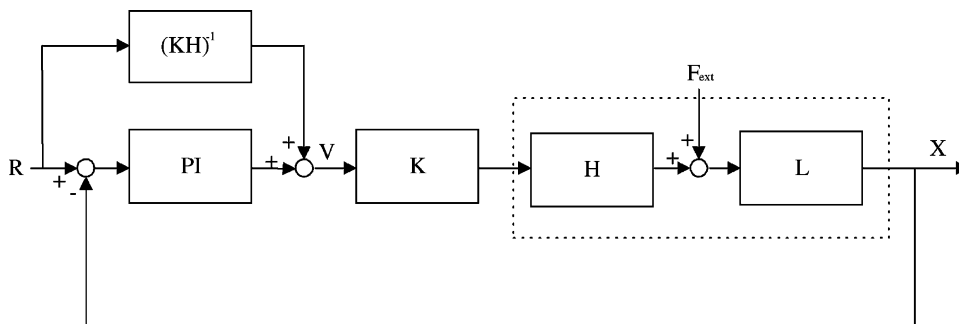 (KH)⁻¹
F_ext
R
+
-
PI
+
+
V
K
H
+
+
L
X